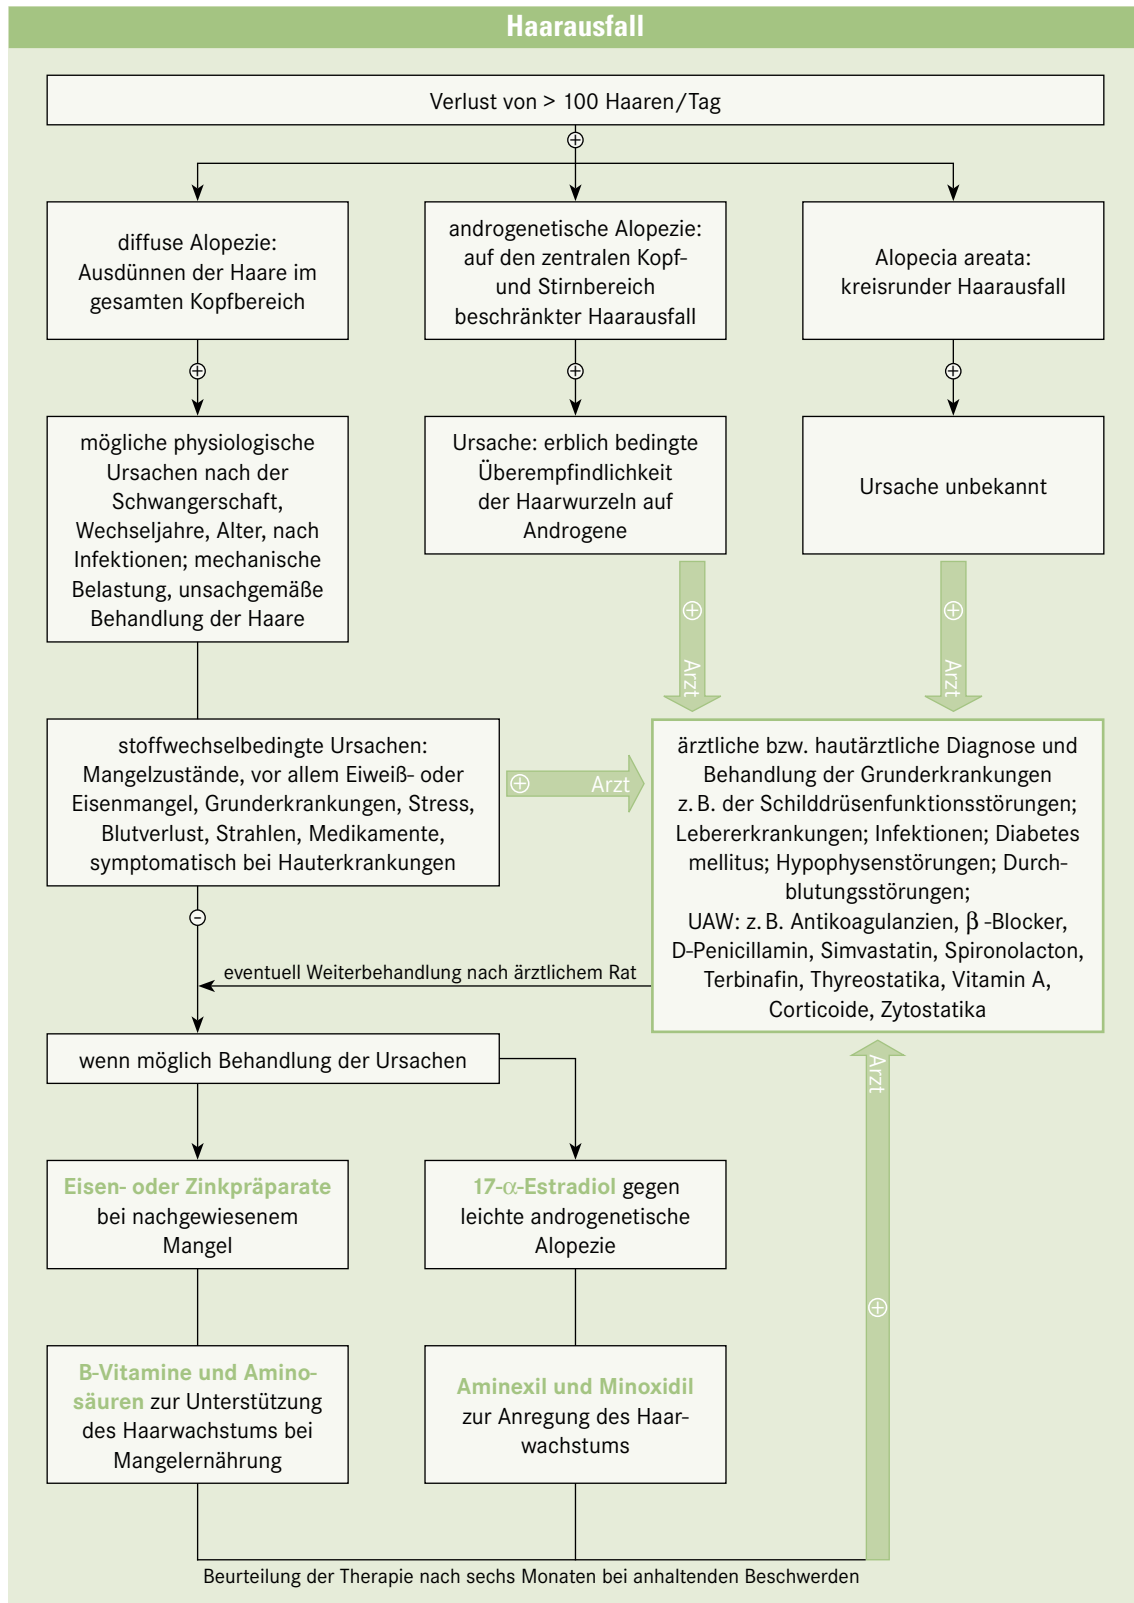 Haarausfall
Verlust von > 100 Haaren/Tag
+
diffuse Alopezie:
Ausdünnen der Haare im
gesamten Kopfbereich
androgenetische Alopezie:
auf den zentralen Kopf-
und Stirnbereich
beschränkter Haarausfall
Alopecia areata:
kreisrunder Haarausfall
+
+
+
mögliche physiologische
Ursachen nach der
Schwangerschaft,
Wechseljahre, Alter, nach
Infektionen; mechanische
Belastung, unsachgemäße
Behandlung der Haare
Ursache: erblich bedingte
Überempfindlichkeit
der Haarwurzeln auf
Androgene
Ursache unbekannt
+ Arzt
+ Arzt
stoffwechselbedingte Ursachen:
Mangelzustände, vor allem Eiweiß- oder
Eisenmangel, Grunderkrankungen, Stress,
Blutverlust, Strahlen, Medikamente,
symptomatisch bei Hauterkrankungen
+ Arzt
ärztliche bzw. hautärztliche Diagnose und
Behandlung der Grunderkrankungen
z. B. der Schilddrüsenfunktionsstörungen;
Lebererkrankungen; Infektionen; Diabetes
mellitus; Hypophysenstörungen; Durch-
blutungsstörungen;
UAW: z. B. Antikoagulanzien, β -Blocker,
D-Penicillamin, Simvastatin, Spironolacton,
Terbinafin, Thyreostatika, Vitamin A,
Corticoide, Zytostatika
-
eventuell Weiterbehandlung nach ärztlichem Rat
wenn möglich Behandlung der Ursachen
Arzt
+
Eisen- oder Zinkpräparate
bei nachgewiesenem
Mangel
17-α-Estradiol gegen
leichte androgenetische
Alopezie
B-Vitamine und Amino-
säuren zur Unterstützung
des Haarwachstums bei
Mangelernährung
Aminexil und Minoxidil
zur Anregung des Haar-
wachstums
Beurteilung der Therapie nach sechs Monaten bei anhaltenden Beschwerden